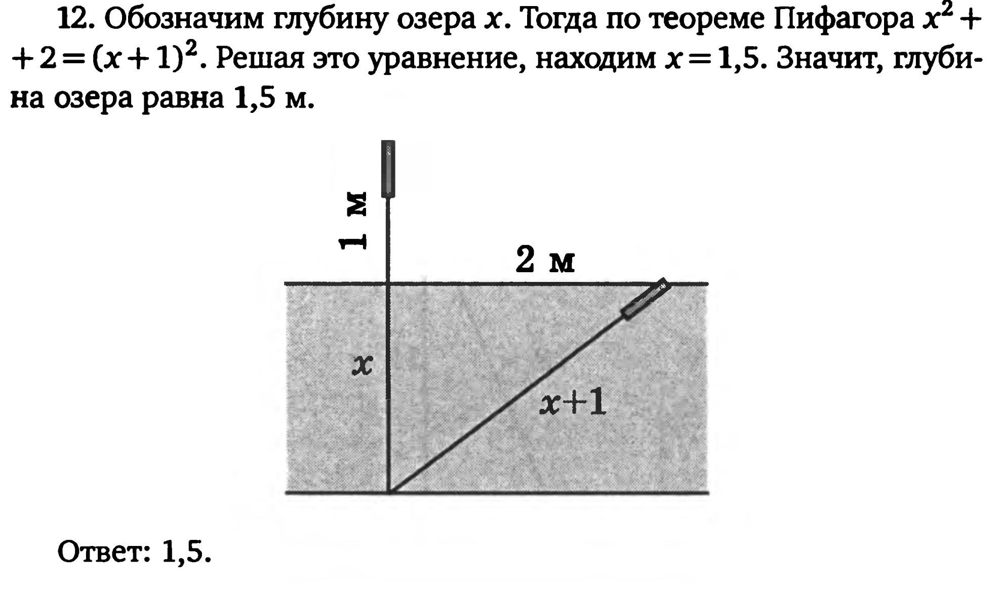 12. Обозначим глубину озера x. Тогда по теореме Пифагора x² +
+ 2 = (x + 1)². Решая это уравнение, находим x = 1,5. Значит, глуби-
на озера равна 1,5 м.
1 м
2 м
x
x+1
Ответ: 1,5.